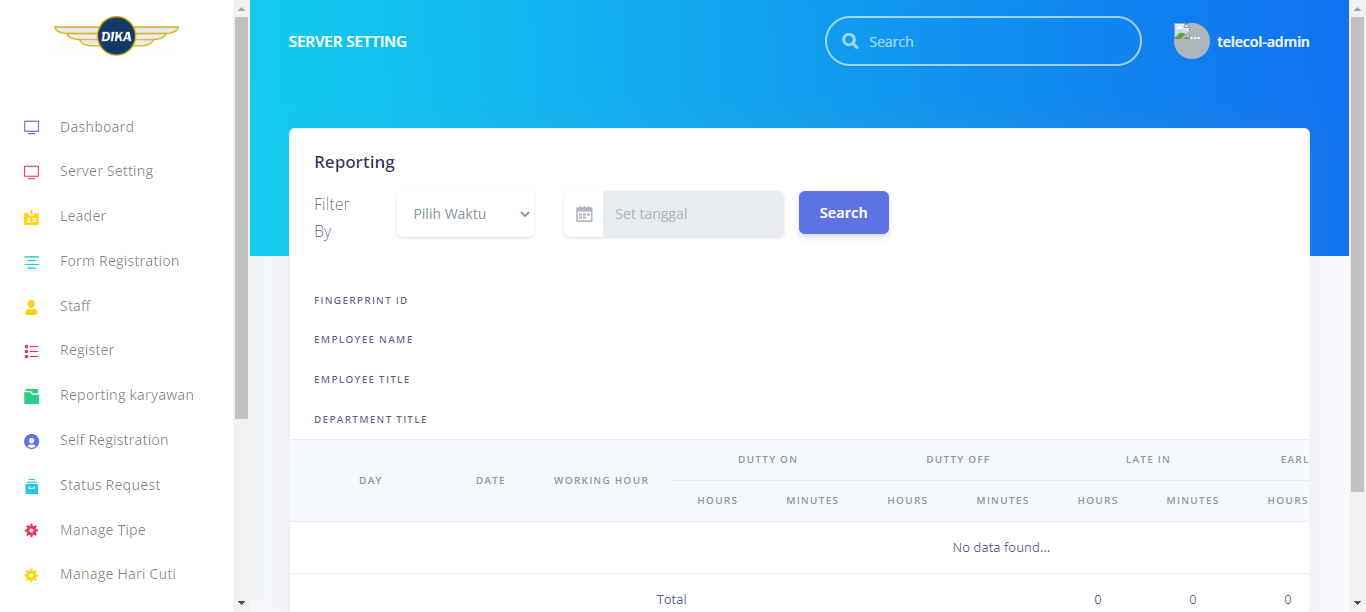 DIKA
SERVER SETTING
Search
... telecol-admin
Dashboard
Server Setting
Leader
Form Registration
Staff
Register
Reporting karyawan
Self Registration
Status Request
Manage Tipe
Manage Hari Cuti
Reporting
Filter By
Pilih Waktu
Set tanggal
Search
FINGERPRINT ID
EMPLOYEE NAME
EMPLOYEE TITLE
DEPARTMENT TITLE
DAY DATE WORKING HOUR DUTTY ON DUTTY OFF LATE IN EARL
HOURS MINUTES HOURS MINUTES HOURS MINUTES HOURS
No data found...
Total 0 0 0